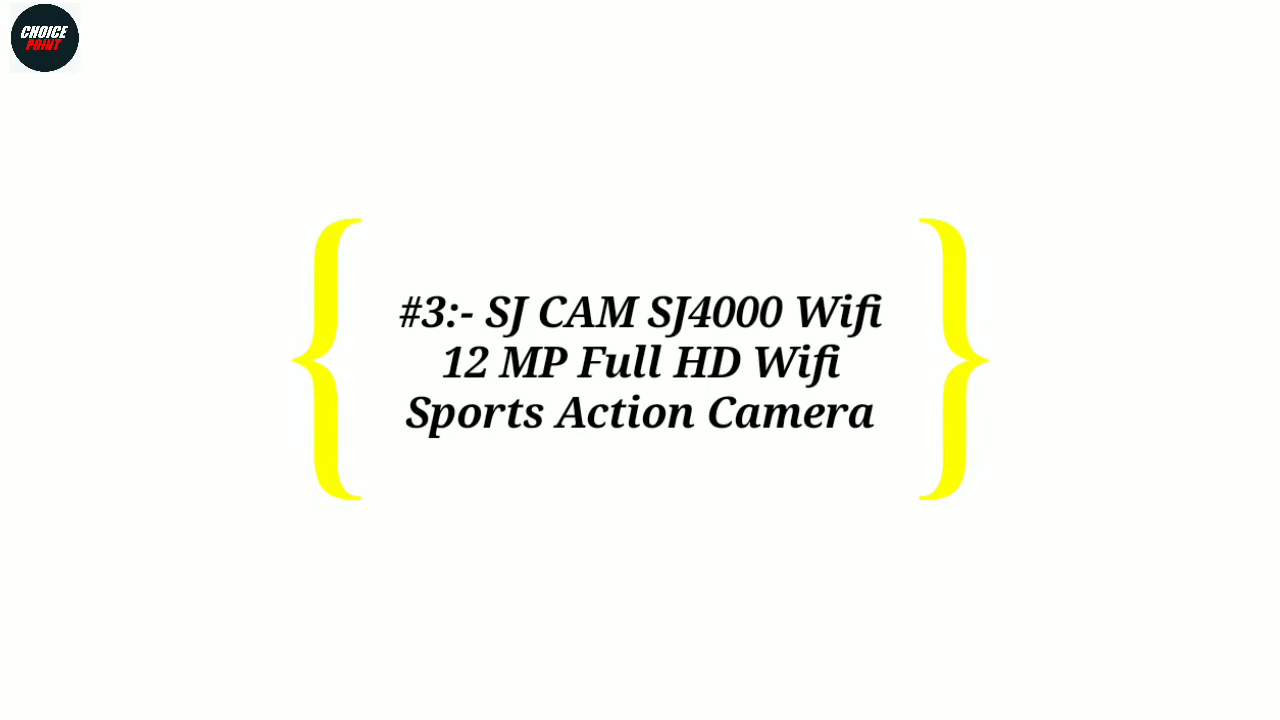 CHOICE
POINT
#3:- SJ CAM SJ4000 Wifi
12 MP Full HD Wifi
Sports Action Camera